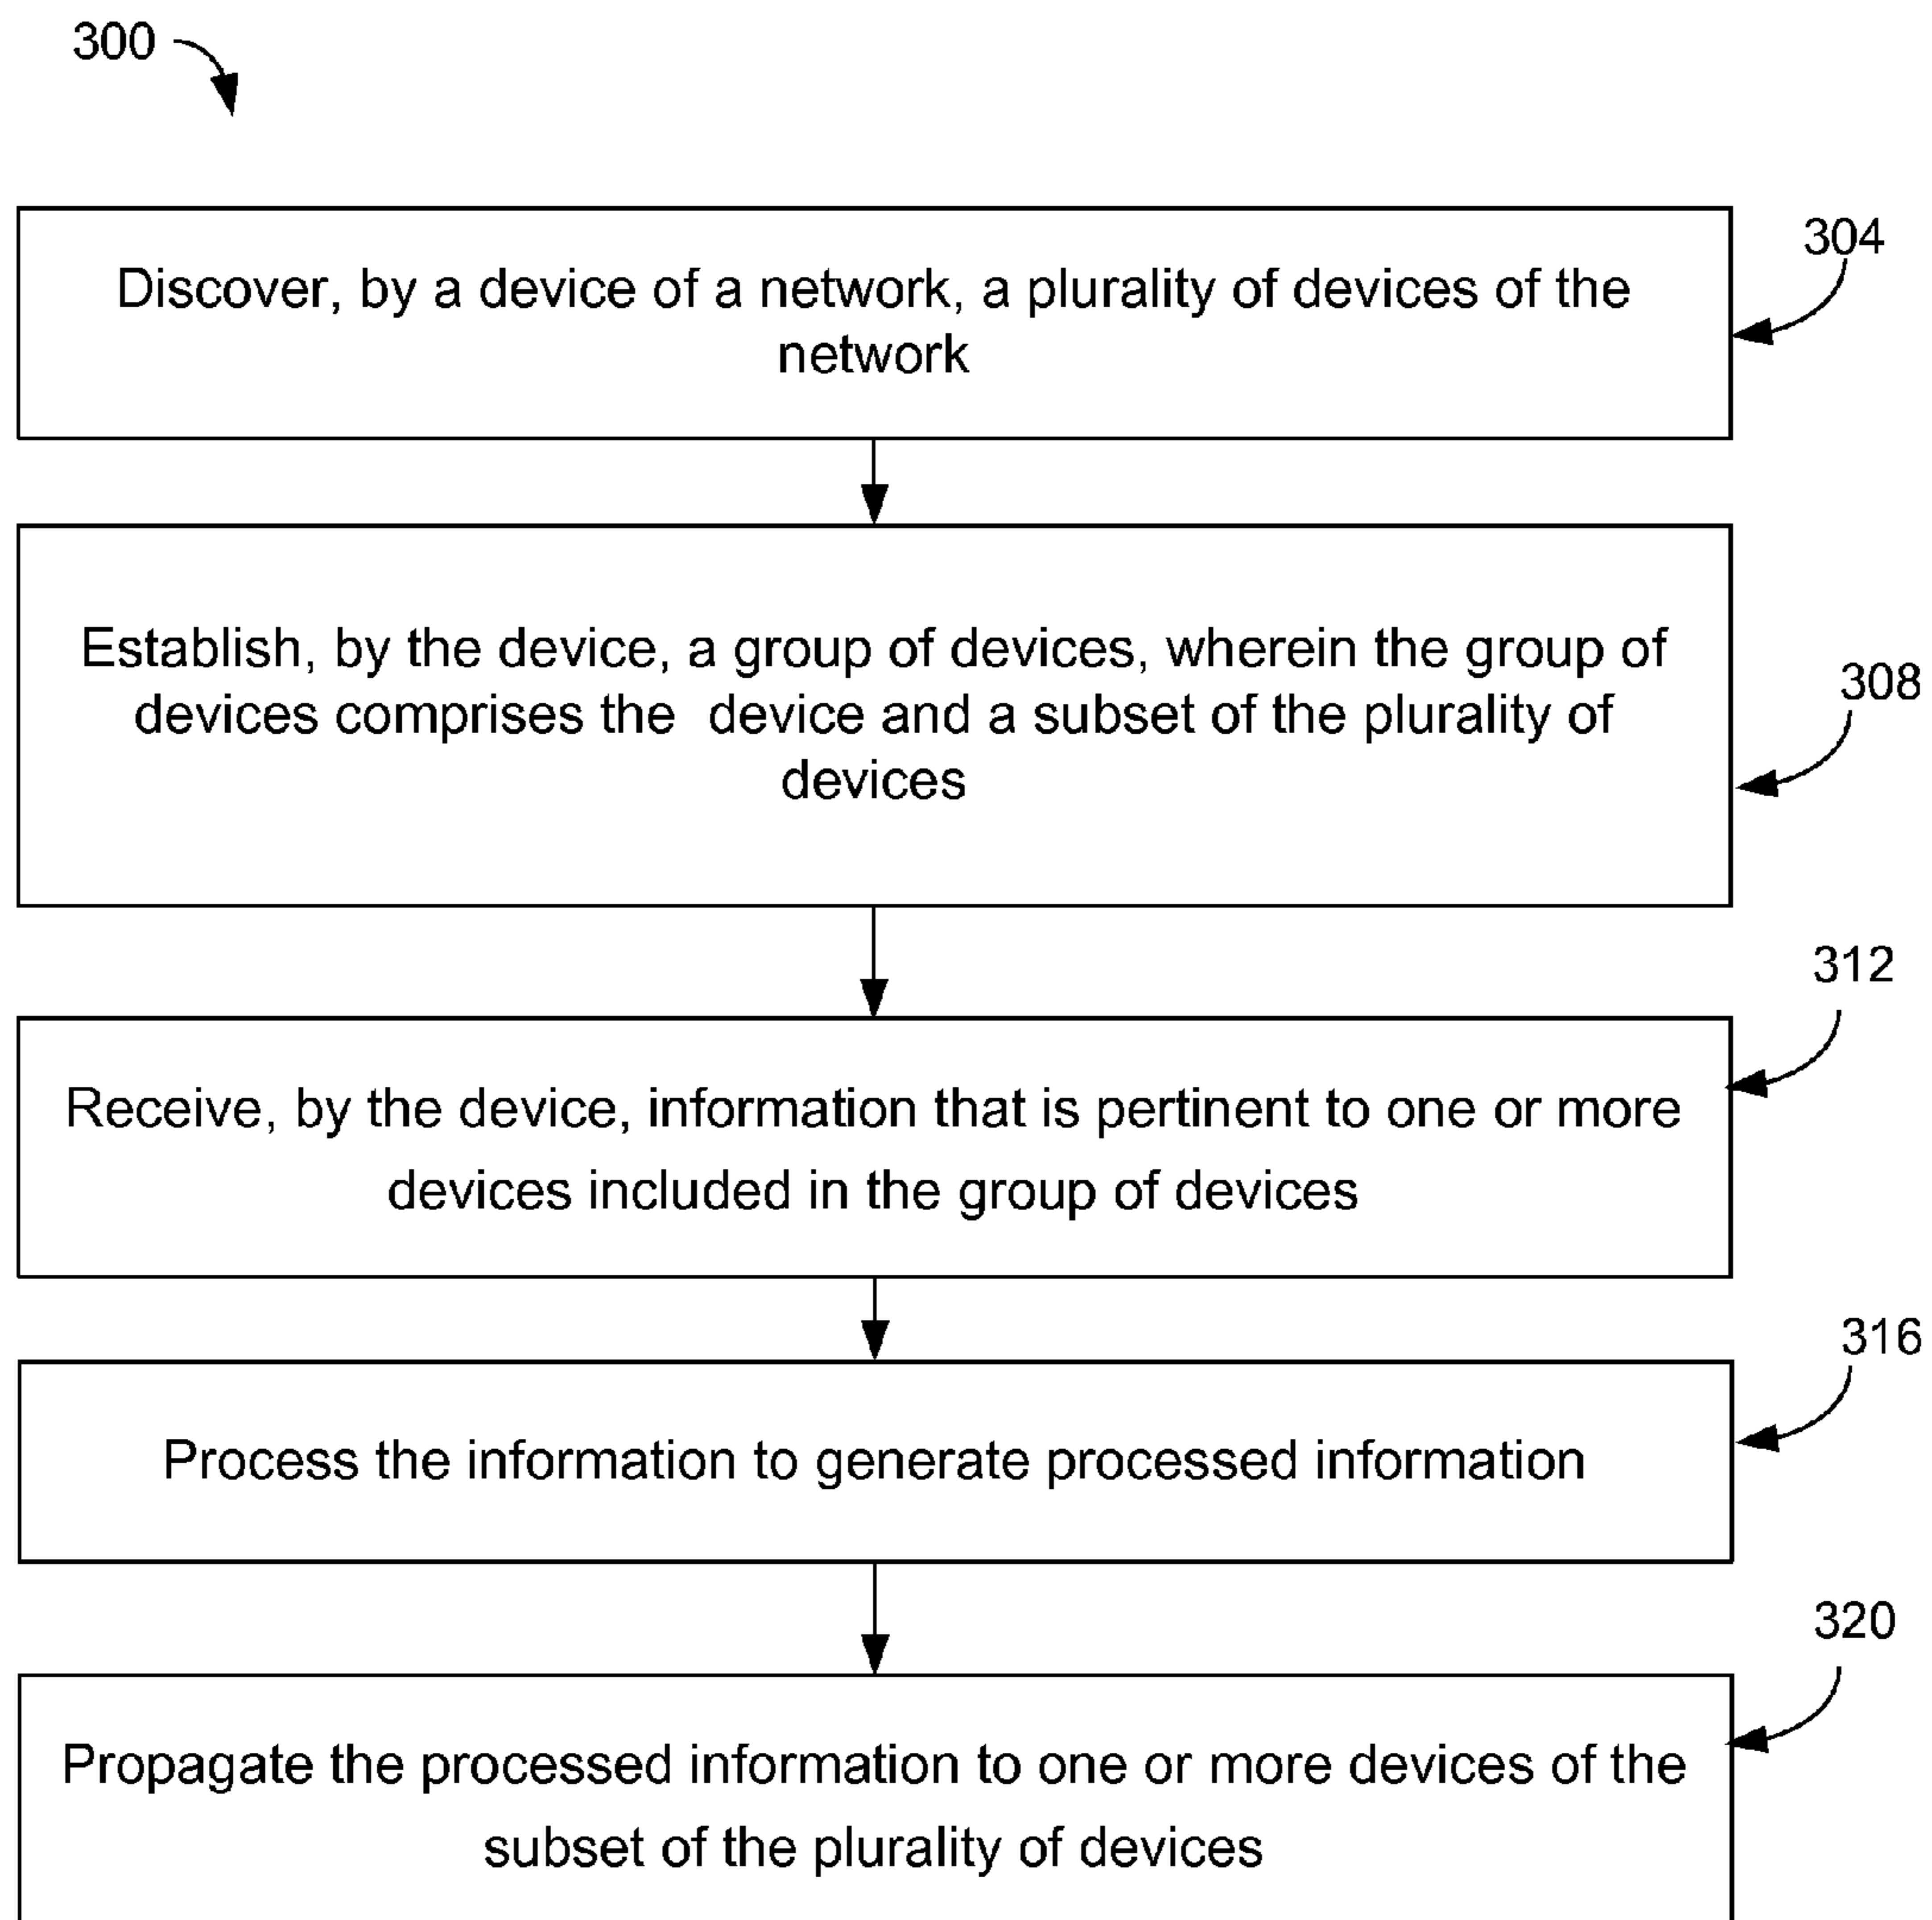 300
304
Discover, by a device of a network, a plurality of devices of the
network
308
Establish, by the device, a group of devices, wherein the group of
devices comprises the device and a subset of the plurality of
devices
312
Receive, by the device, information that is pertinent to one or more
devices included in the group of devices
316
Process the information to generate processed information
320
Propagate the processed information to one or more devices of the
subset of the plurality of devices